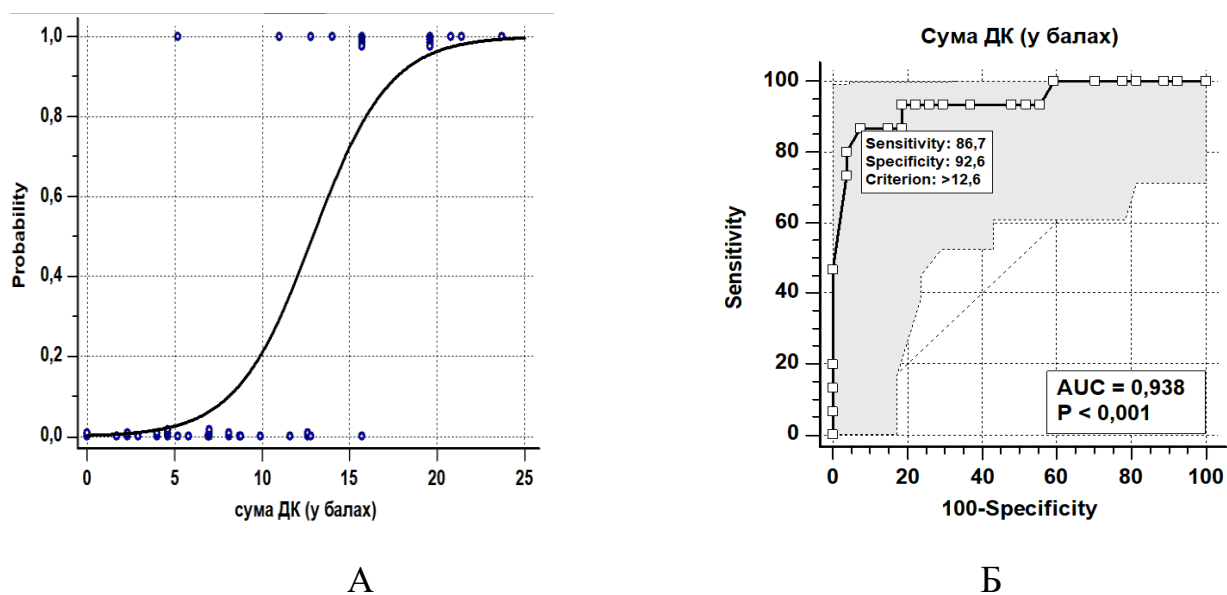 1,0
0,8
0,6
0,4
0,2
0,0
Probability
0
5
10
15
20
25
сума ДК (у балах)
А
Сума ДК (у балах)
100
80
60
40
20
0
Sensitivity
Sensitivity: 86,7
Specificity: 92,6
Criterion: >12,6
AUC = 0,938
P < 0,001
0
20
40
60
80
100
100-Specificity
Б